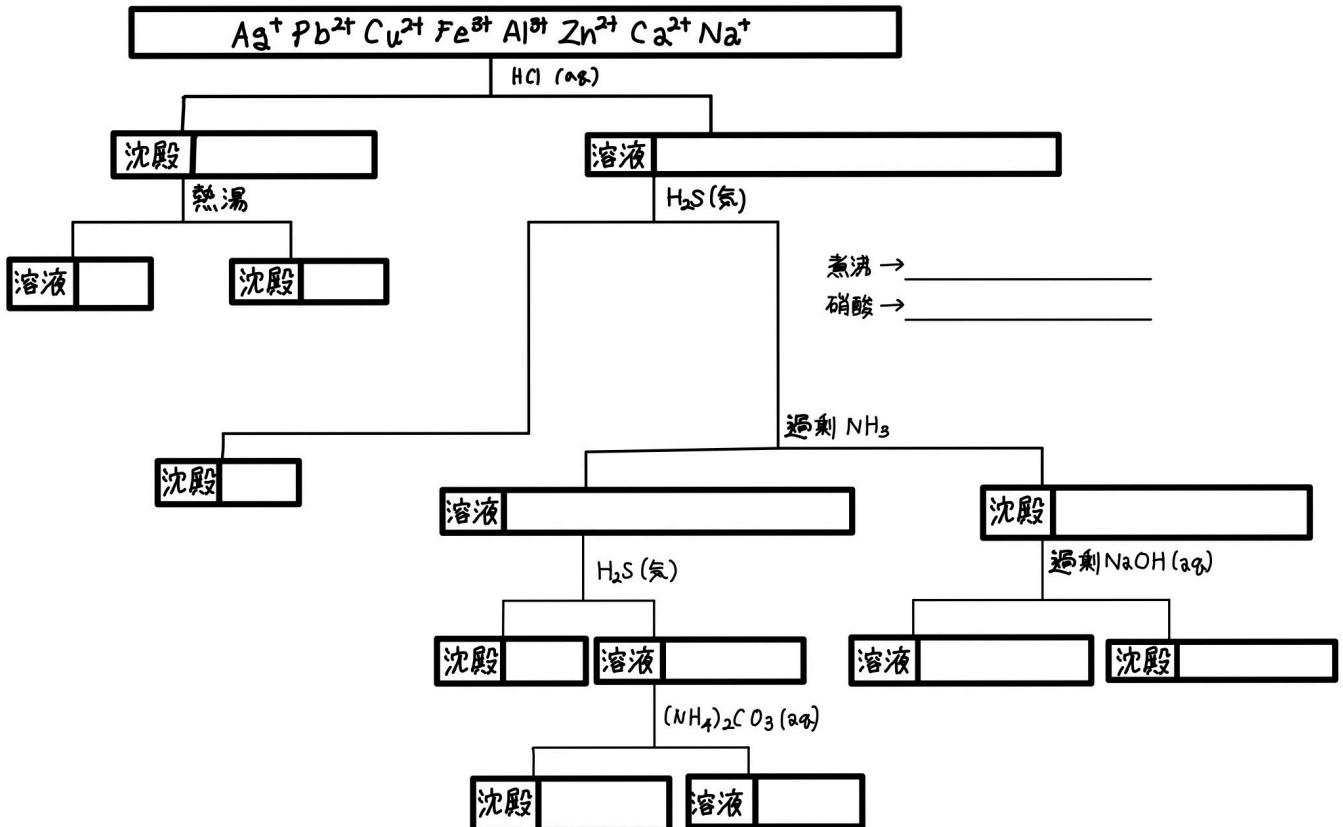 Ag⁺ Pb²⁺ Cu²⁺ Fe³⁺ Al³⁺ Zn²⁺ Ca²⁺ Na⁺
HCl (aq)
沈殿
溶液
熱湯
H₂S(気)
溶液
沈殿
煮沸 →
硝酸 →
過剰 NH₃
沈殿
溶液
沈殿
H₂S (気)
過剰 NaOH (aq)
沈殿
溶液
溶液
沈殿
(NH₄)₂CO₃(aq)
沈殿
溶液